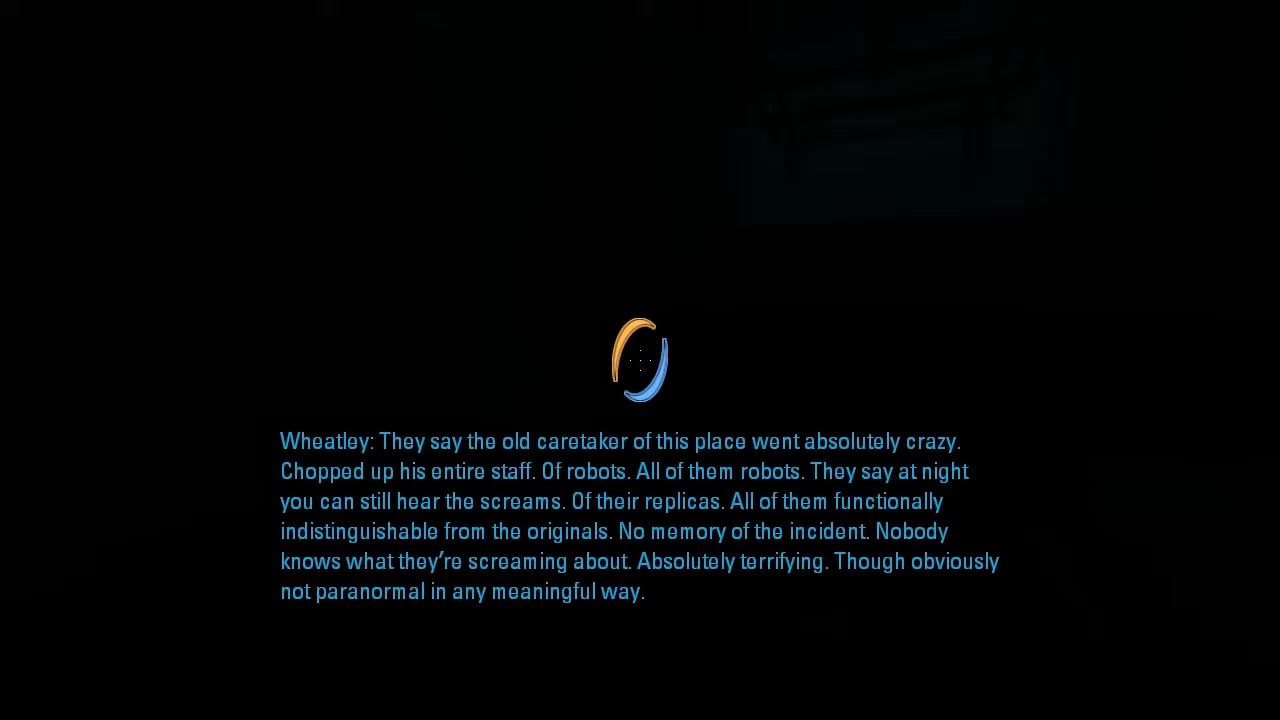 Wheatley: They say the old caretaker of this place went absolutely crazy.
Chopped up his entire staff. Of robots. All of them robots. They say at night
you can still hear the screams. Of their replicas. All of them functionally
indistinguishable from the originals. No memory of the incident. Nobody
knows what they’re screaming about. Absolutely terrifying. Though obviously
not paranormal in any meaningful way.